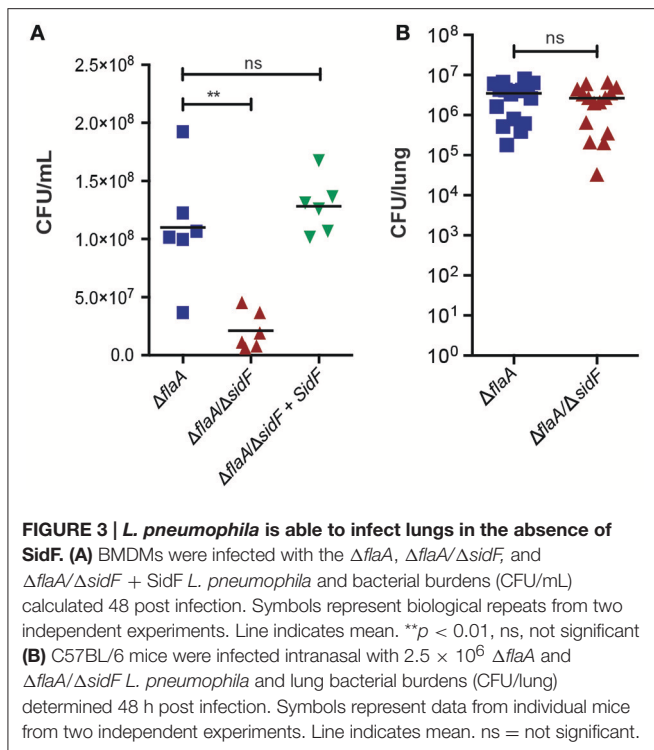 A
CFU/mL
2.5×10⁸
2.0×10⁸
1.5×10⁸
1.0×10⁸
5.0×10⁷
0.0
ns
**
ΔflaA
ΔflaA/ΔsidF
ΔflaA/ΔsidF + SidF
B
CFU/lung
10⁸
10⁷
10⁶
10⁵
10⁴
10³
10²
10¹
10⁰
ns
ΔflaA
ΔflaA/ΔsidF
FIGURE 3 | L. pneumophila is able to infect lungs in the absence of
SidF. (A) BMDMs were infected with the ΔflaA, ΔflaA/ΔsidF, and
ΔflaA/ΔsidF + SidF L. pneumophila and bacterial burdens (CFU/mL)
calculated 48 post infection. Symbols represent biological repeats from two
independent experiments. Line indicates mean. **p < 0.01, ns, not significant
(B) C57BL/6 mice were infected intranasal with 2.5 × 10⁶ ΔflaA and
ΔflaA/ΔsidF L. pneumophila and lung bacterial burdens (CFU/lung)
determined 48 h post infection. Symbols represent data from individual mice
from two independent experiments. Line indicates mean. ns = not significant.